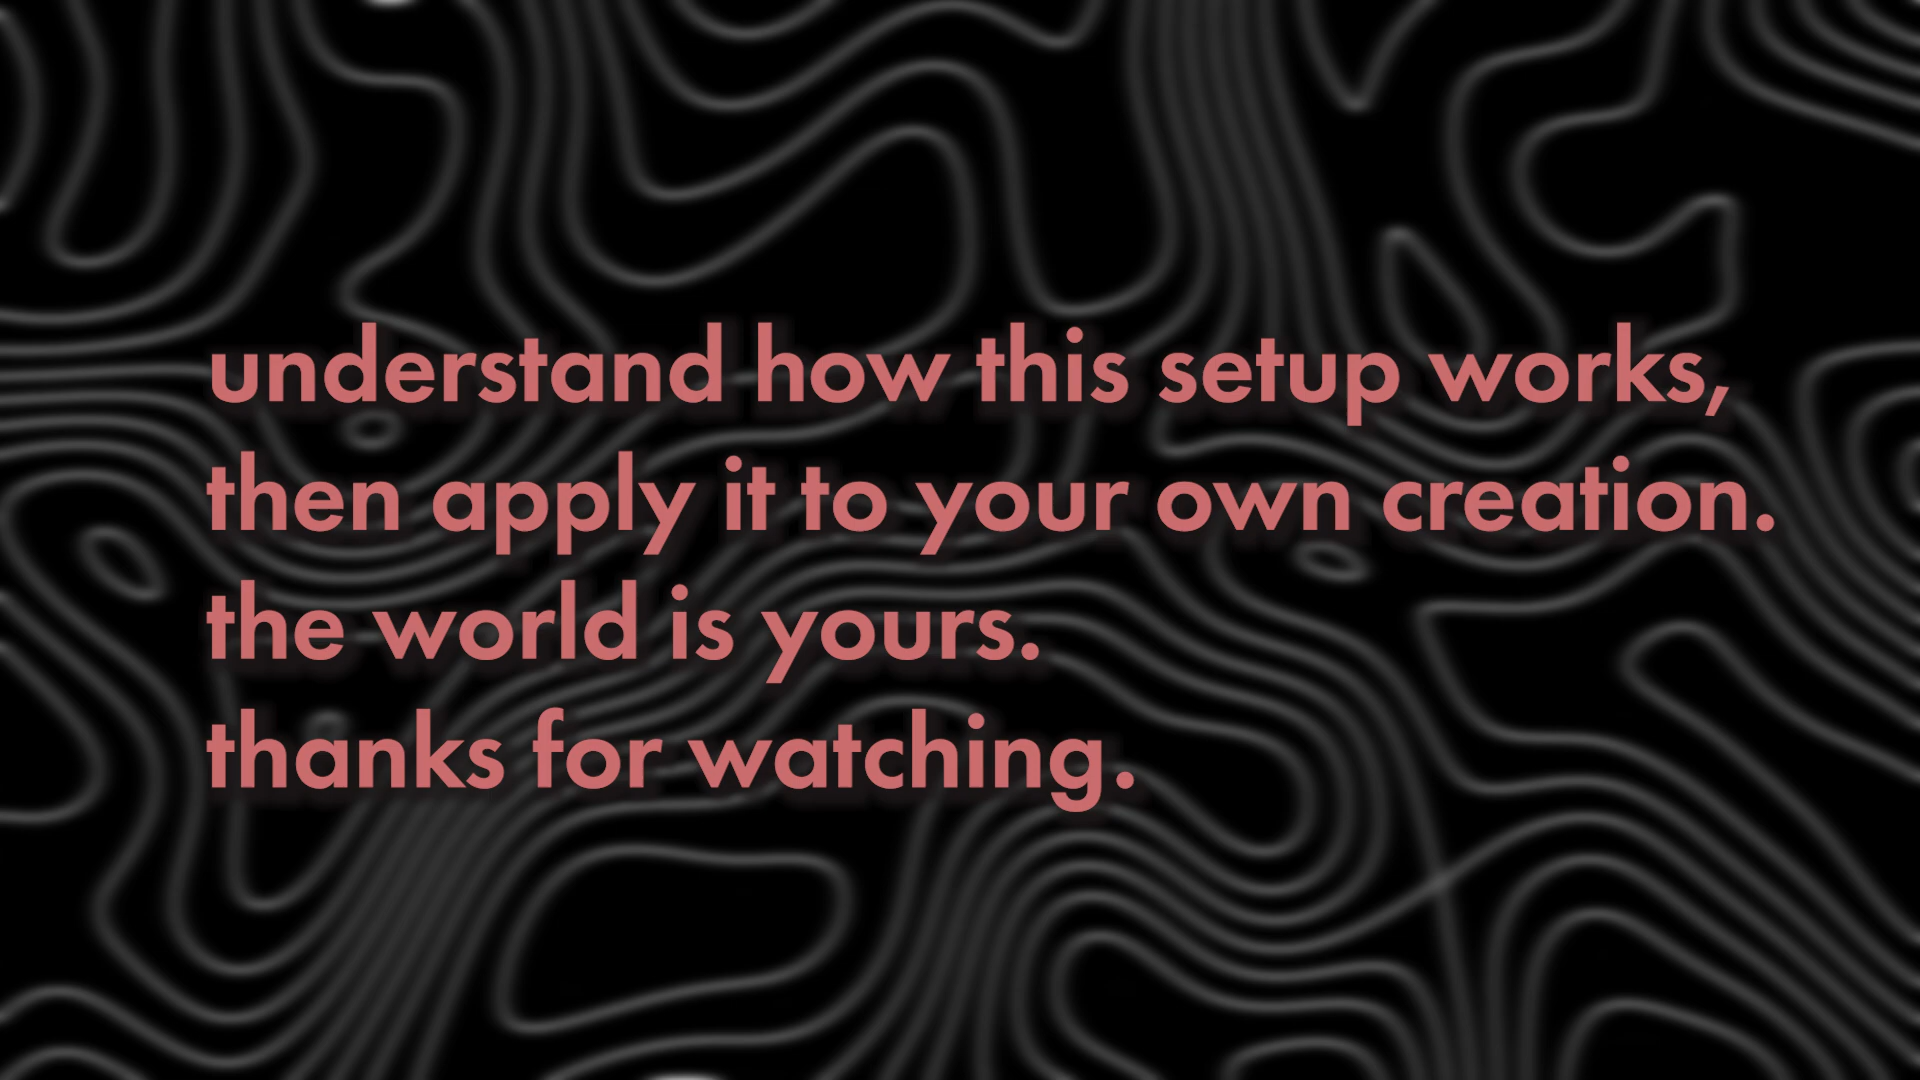 understand how this setup works,
then apply it to your own creation.
the world is yours.
thanks for watching.